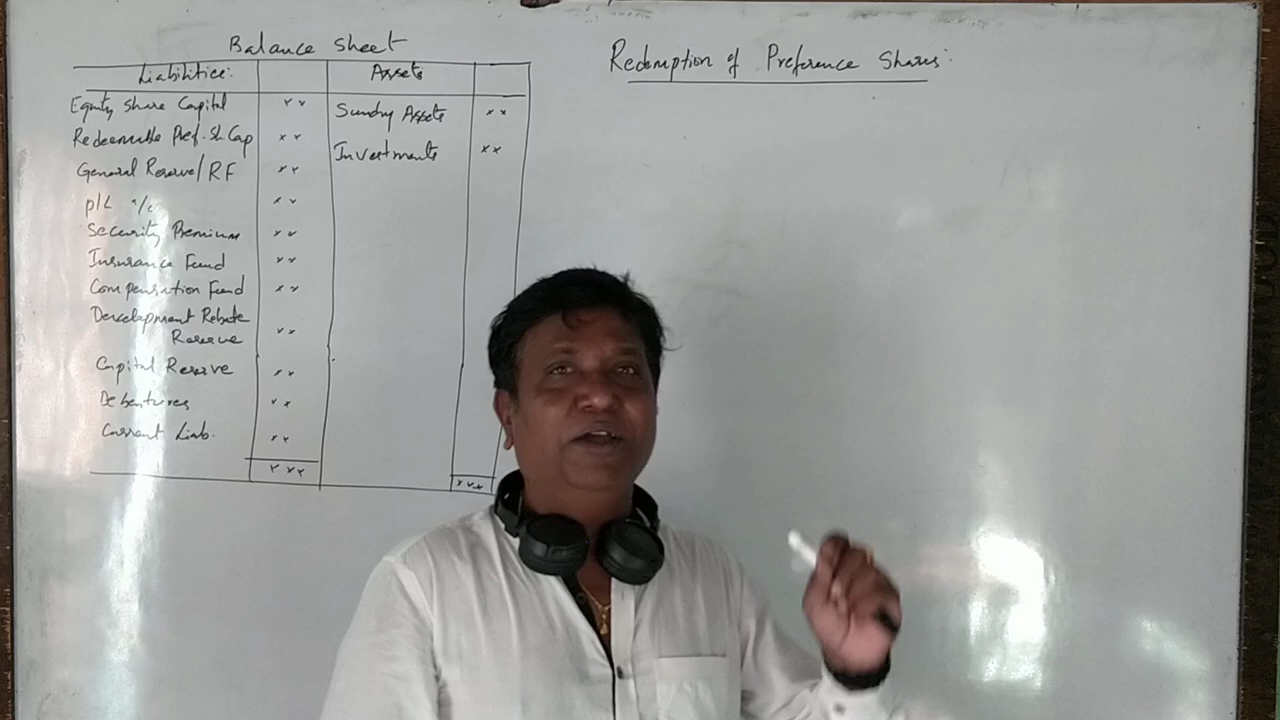 Balance Sheet
Redemption of Preference Shares:
Liabilities: Assets
Equity Share Capital xx Sundry Assets xx
Redeemable Pref. Sh Cap xx Investments xx
General Reserve/RF xx
P/L a/c xx
Security Premium xx
Insurance Fund xx
Compensation Fund xx
Development Rebate
Reserve xx
Capital Reserve xx
Debentures xx
Current Liab. xx
xxx xxx